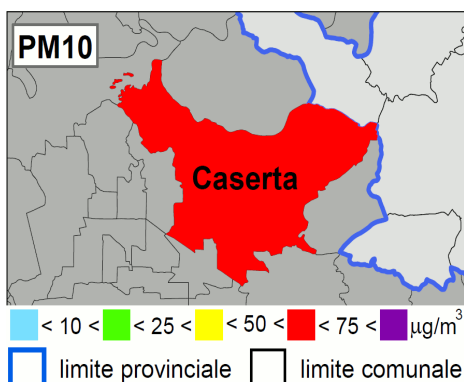 PM10
Caserta
< 10 < < 25 < < 50 < < 75 < μg/m³
limite provinciale limite comunale